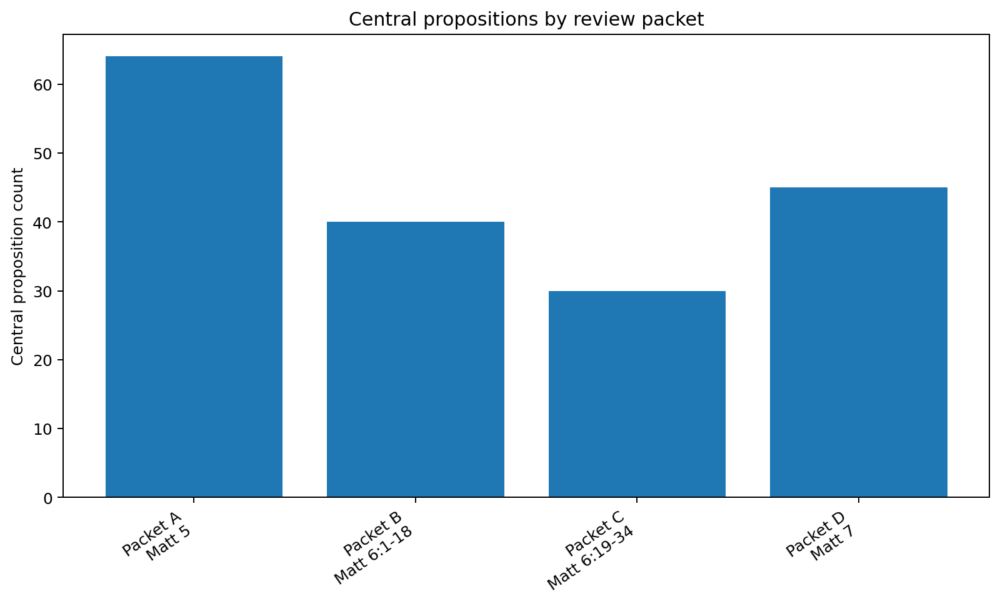 Central propositions by review packet
Central proposition count
60
50
40
30
20
10
0
Packet A
Matt 5
Packet B
Matt 6:1-18
Packet C
Matt 6:19-34
Packet D
Matt 7